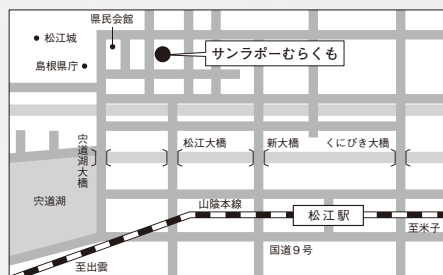 県民会館
松江城
サンラポーむらくも
島根県庁
宍道湖大橋
松江大橋
新大橋
くにびき大橋
宍道湖
山陰本線
松江駅
至米子
国道9号
至出雲